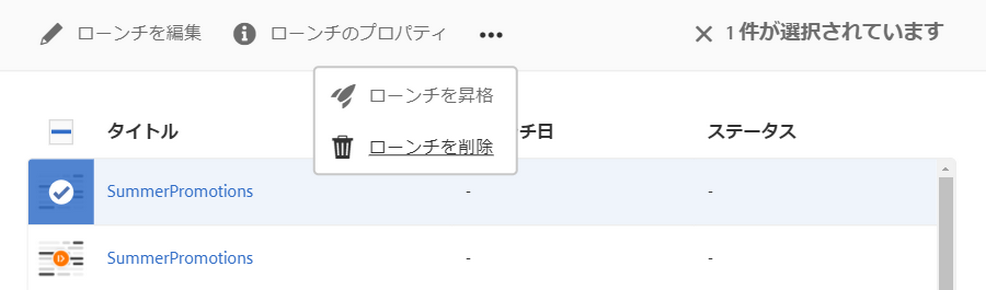 ローンチを編集 ローンチのプロパティ ••• × 1 件が選択されています
ローンチを昇格
ローンチを削除
タイトル チ日 ステータス
SummerPromotions - -
SummerPromotions - -